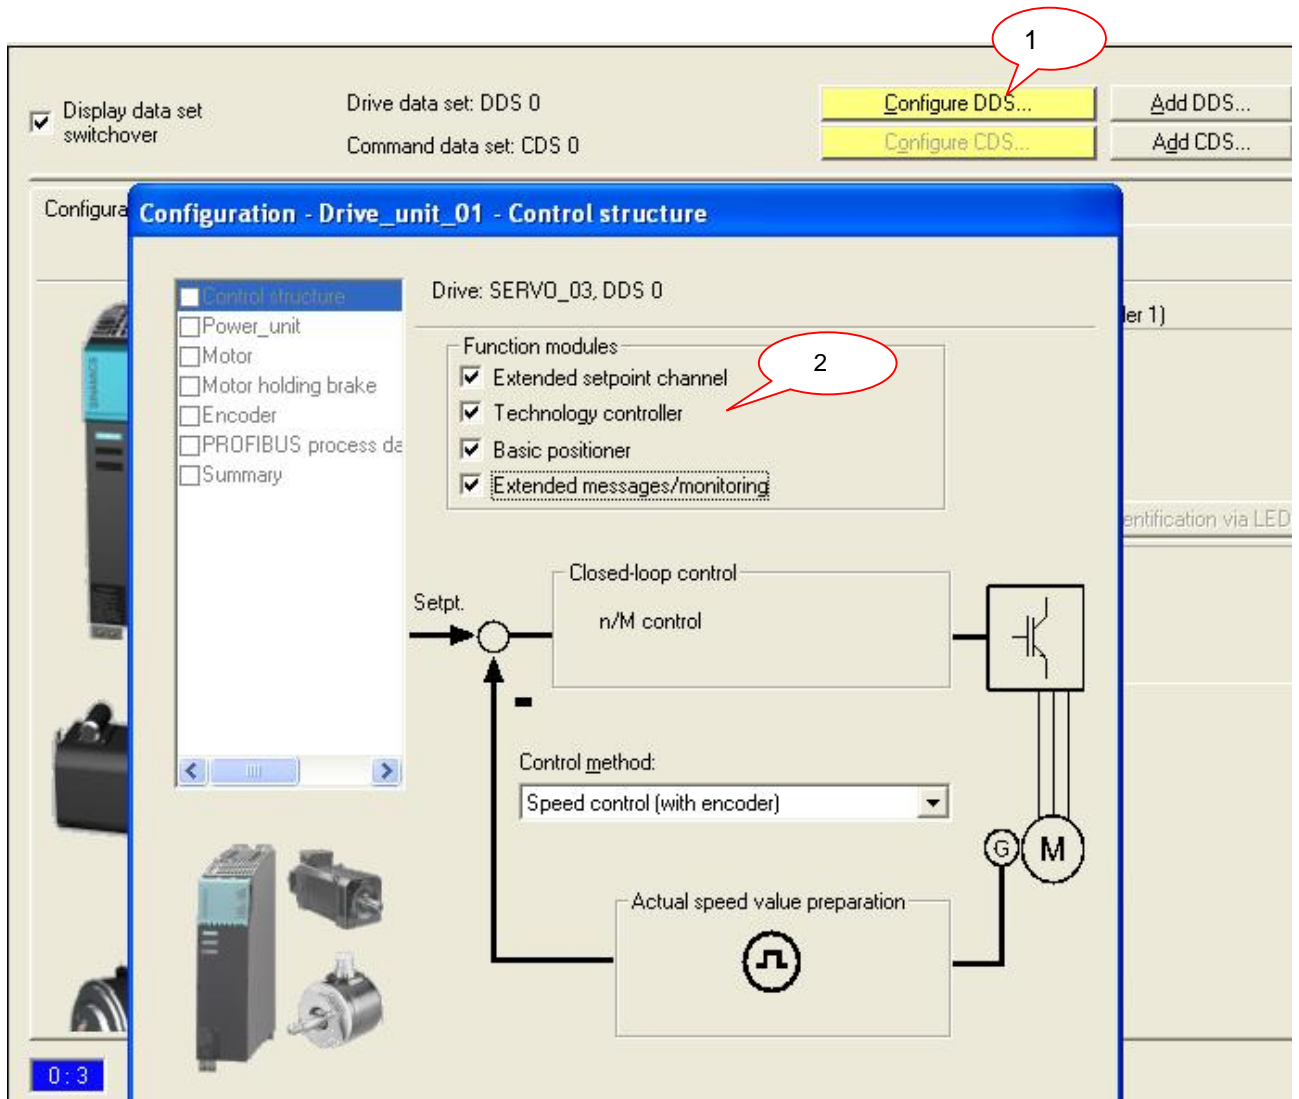 1
Display data set
switchover
Drive data set: DDS 0
Command data set: CDS 0
Configure DDS...
Add DDS...
Configure CDS...
Add CDS...
Configura
Configuration - Drive_unit_01 - Control structure
Control structure
Power_unit
Motor
Motor holding brake
Encoder
PROFIBUS process da
Summary
Drive: SERVO_03, DDS 0
Function modules
2
Extended setpoint channel
Technology controller
Basic positioner
Extended messages/monitoring
ler 1)
entification via LED
SINAMICS
Closed-loop control
Setpt.
n/M control
Control method:
Speed control (with encoder)
G
M
Actual speed value preparation
0 : 3